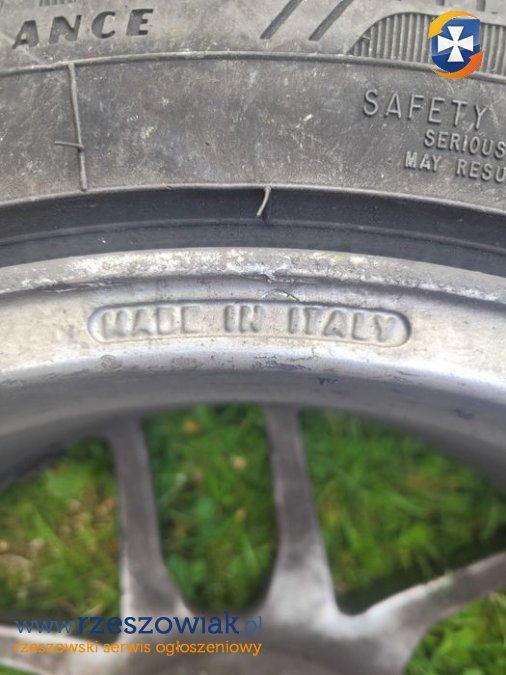 ANCE
SAFETY
SERIOUS
MAY RESU
MADE IN ITALY
www.rzeszowiak.pl
rzeszowski serwis ogłoszeniowy